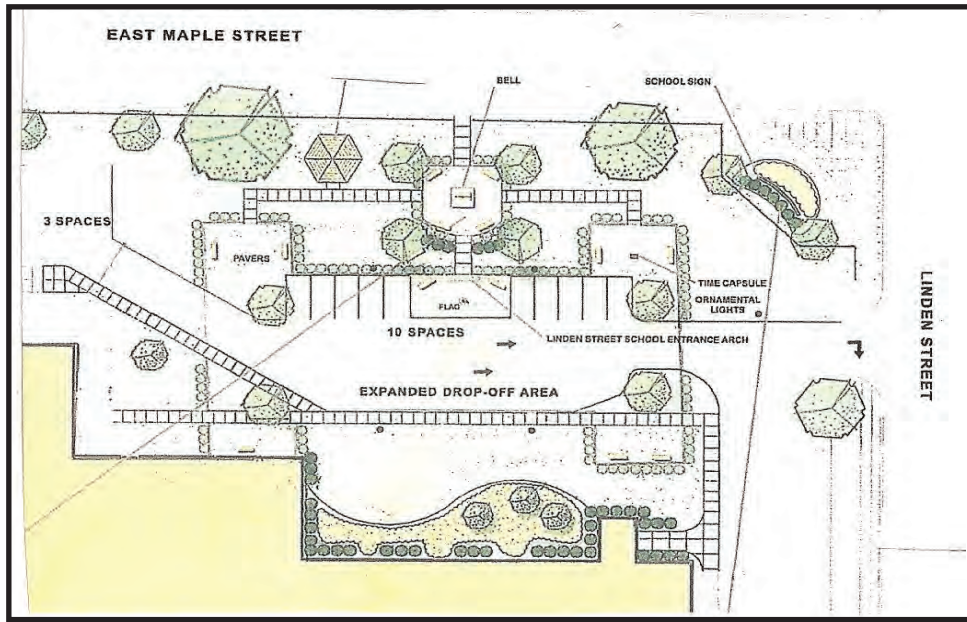 EAST MAPLE STREET
BELL
SCHOOL SIGN
3 SPACES
PAVERS
TIME CAPSULE
ORNAMENTAL
LIGHTS
FLAG
10 SPACES
LINDEN STREET SCHOOL ENTRANCE ARCH
LINDEN STREET
EXPANDED DROP-OFF AREA